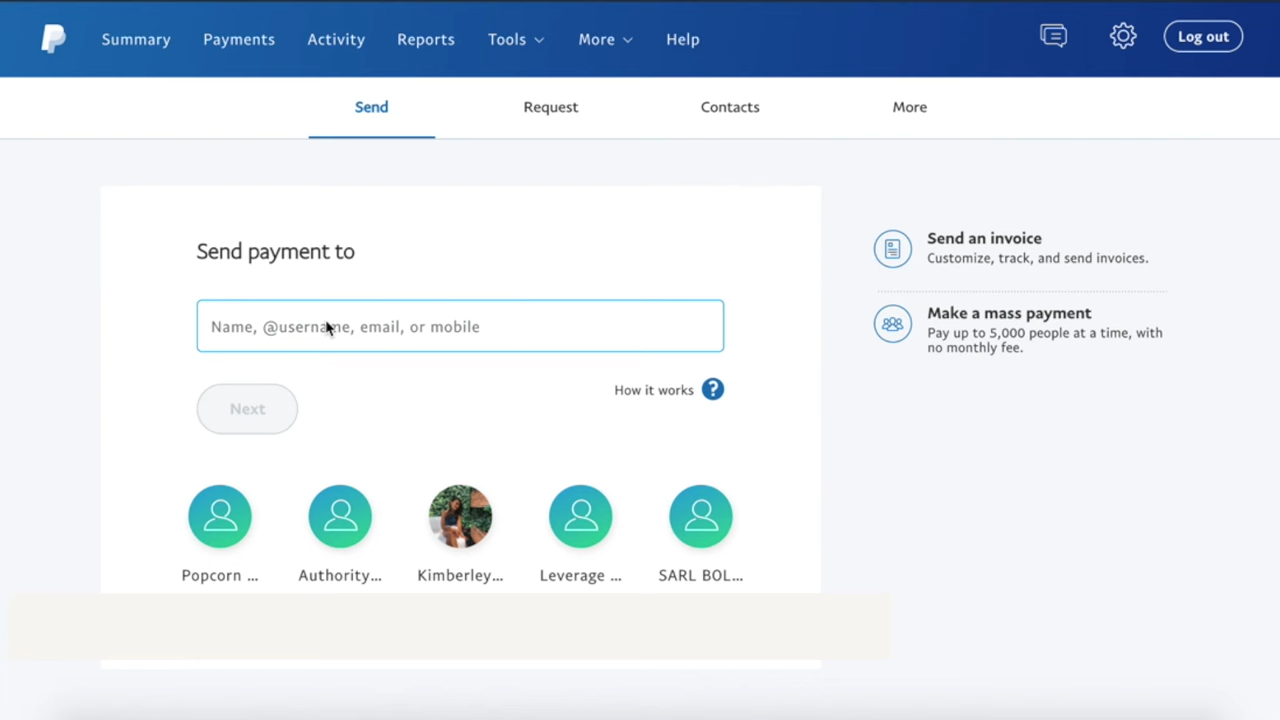 Summary Payments Activity Reports Tools More Help Log out
Send Request Contacts More
Send payment to
Name, @username, email, or mobile
How it works ?
Next
Popcorn ... Authority... Kimberley... Leverage ... SARL BOL...
Send an invoice
Customize, track, and send invoices.
Make a mass payment
Pay up to 5,000 people at a time, with
no monthly fee.